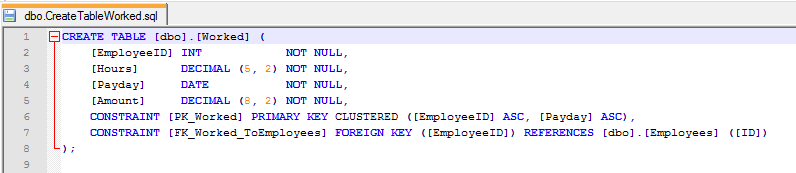 dbo.CreateTableWorked.sql
1 CREATE TABLE [dbo].[Worked] (
2 [EmployeeID] INT NOT NULL,
3 [Hours] DECIMAL (5, 2) NOT NULL,
4 [Payday] DATE NOT NULL,
5 [Amount] DECIMAL (8, 2) NOT NULL,
6 CONSTRAINT [PK_Worked] PRIMARY KEY CLUSTERED ([EmployeeID] ASC, [Payday] ASC),
7 CONSTRAINT [FK_Worked_ToEmployees] FOREIGN KEY ([EmployeeID]) REFERENCES [dbo].[Employees] ([ID])
8 );
9